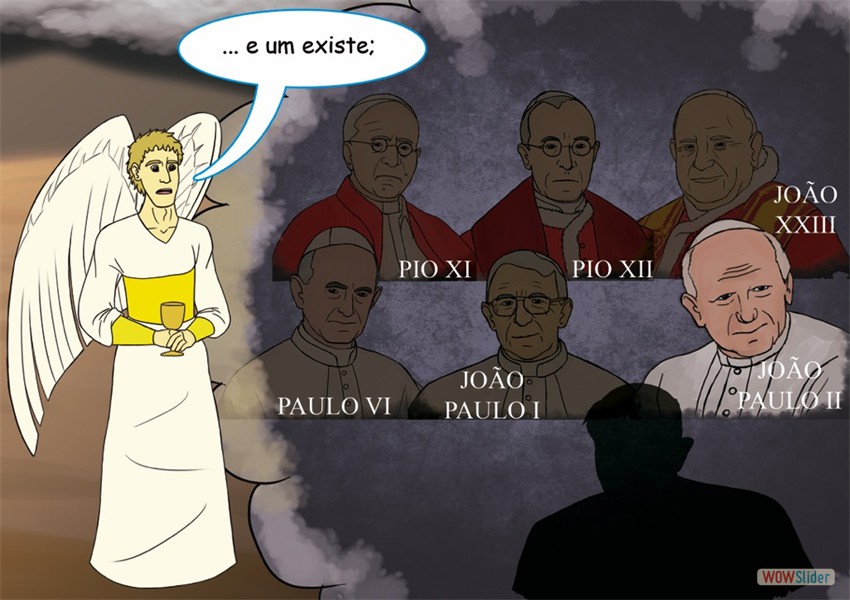 ... e um existe;
PIO XI
PIO XII
JOÃO
XXIII
PAULO VI
JOÃO
PAULO I
JOÃO
PAULO II
WOWSlider